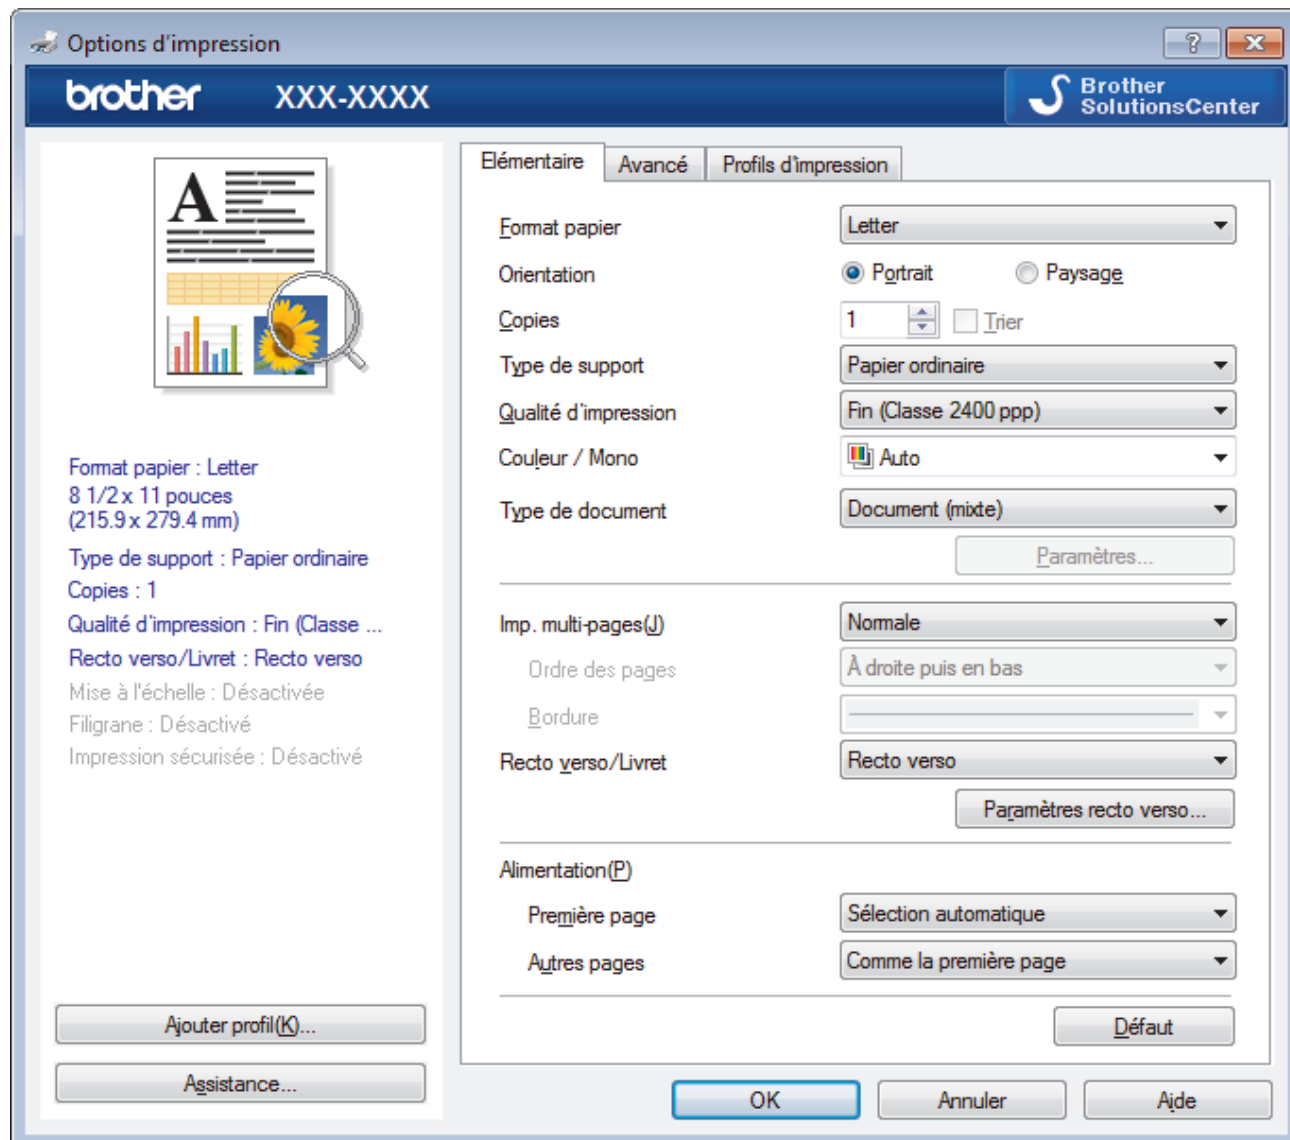 Options d'impression
brother XXX-XXXX
Brother
SolutionsCenter
A
Format papier : Letter
8 1/2 x 11 pouces
(215.9 x 279.4 mm)
Type de support : Papier ordinaire
Copies : 1
Qualité d'impression : Fin (Classe ...
Recto verso/Livret : Recto verso
Mise à l'échelle : Désactivée
Filigrane : Désactivé
Impression sécurisée : Désactivé
Ajouter profil(K)...
Assistance...
Elémentaire Avancé Profils d'impression
Format papier Letter
Orientation Portrait Paysage
Copies 1 Trier
Type de support Papier ordinaire
Qualité d'impression Fin (Classe 2400 ppp)
Couleur / Mono Auto
Type de document Document (mixte)
Paramètres...
Imp. multi-pages(J) Normale
Ordre des pages À droite puis en bas
Bordure
Recto verso/Livret Recto verso
Paramètres recto verso...
Alimentation(P)
Première page Sélection automatique
Autres pages Comme la première page
Défaut
OK Annuler Aide